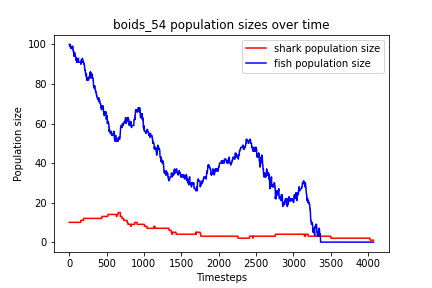 boids_54 population sizes over time
shark population size
fish population size
Population size
100
80
60
40
20
0
0 500 1000 1500 2000 2500 3000 3500 4000
Timesteps